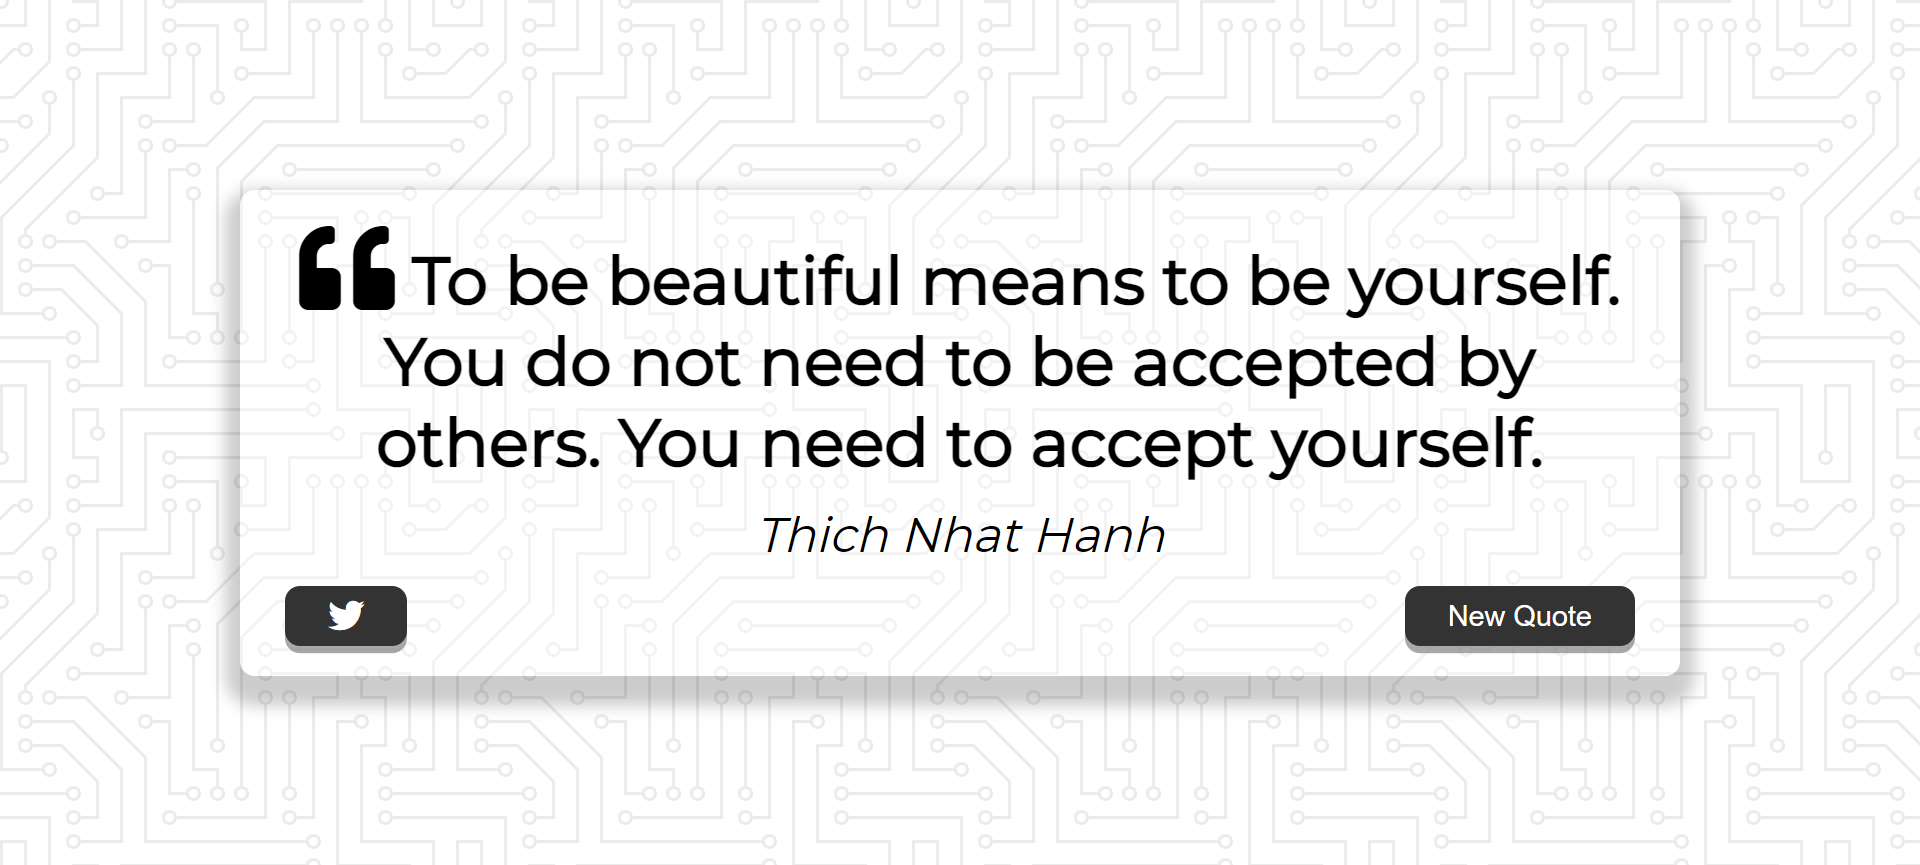 “To be beautiful means to be yourself.
You do not need to be accepted by
others. You need to accept yourself.
Thich Nhat Hanh
New Quote